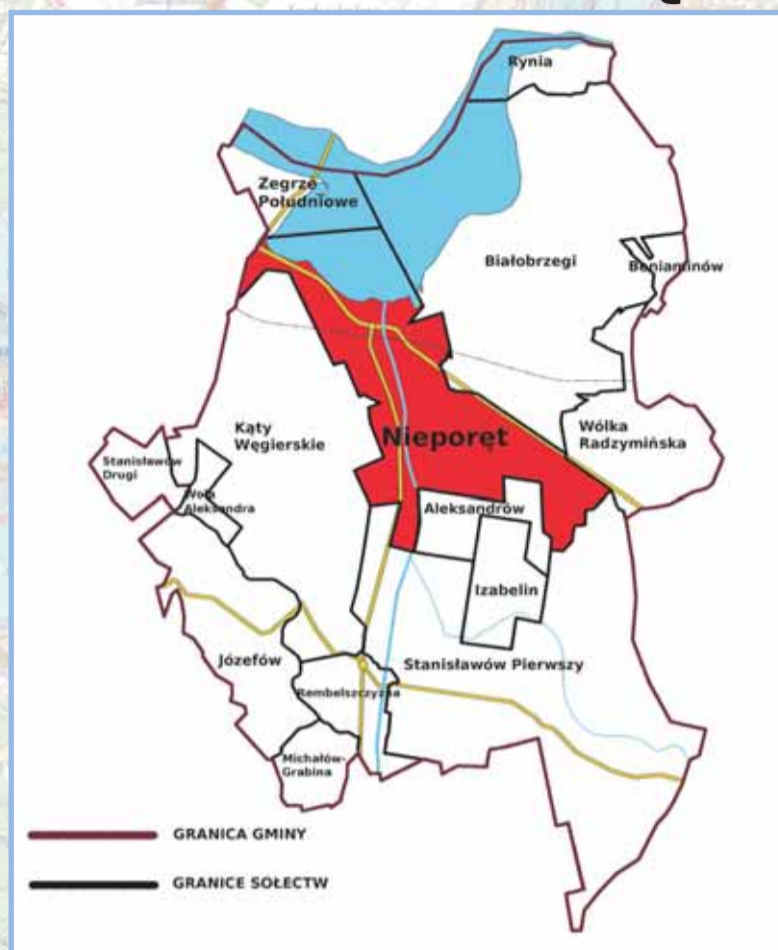 Rynia
Zegrze
Południowe
Białobrzegi
Beniaminów
Kąty
Węgierskie
Nieporęt
Wólka
Radzymińska
Stanisławów
Drugi
Wola
Aleksandra
Aleksandrów
Izabelin
Józefów
Stanisławów Pierwszy
Rembelszczyzna
Michałów-
Grabina
GRANICA GMINY
GRANICE SOŁECTW